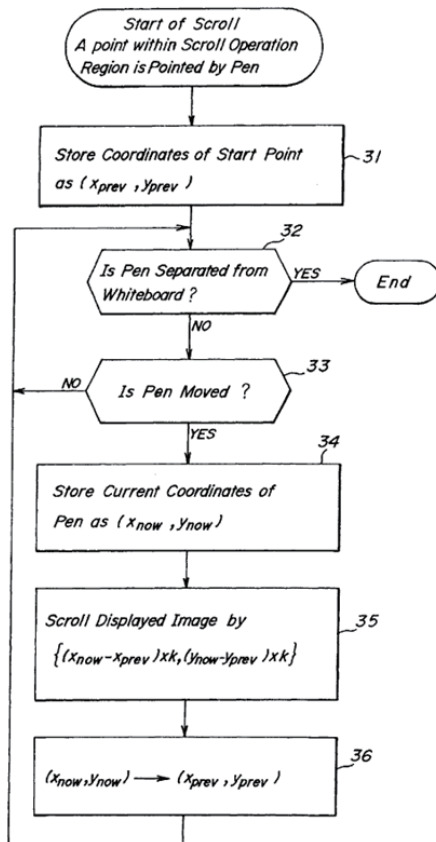 Start of Scroll
A point within Scroll Operation
Region is Pointed by Pen
31
Store Coordinates of Start Point
as (xprev, yprev)
32
Is Pen Separated from
Whiteboard?
YES
End
NO
33
NO
Is Pen Moved ?
YES
34
Store Current Coordinates of
Pen as (xnow, ynow)
35
Scroll Displayed Image by
{(xnow-xprev)xk,(ynow-yprev)xk}
36
(xnow,ynow) → (xprev, yprev)